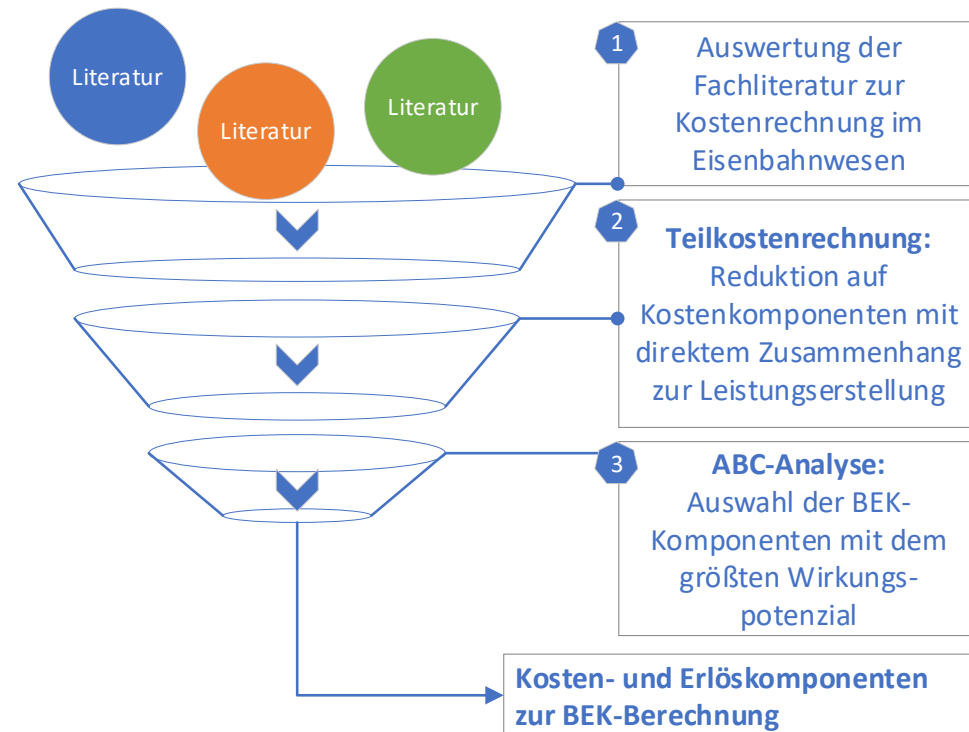 Literatur
Literatur
Literatur
1
Auswertung der
Fachliteratur zur
Kostenrechnung im
Eisenbahnwesen
2
Teilkostenrechnung:
Reduktion auf
Kostenkomponenten mit
direktem Zusammenhang
zur Leistungserstellung
3
ABC-Analyse:
Auswahl der BEK-
Komponenten mit dem
größten Wirkungs-
potenzial
Kosten- und Erlöskomponenten
zur BEK-Berechnung